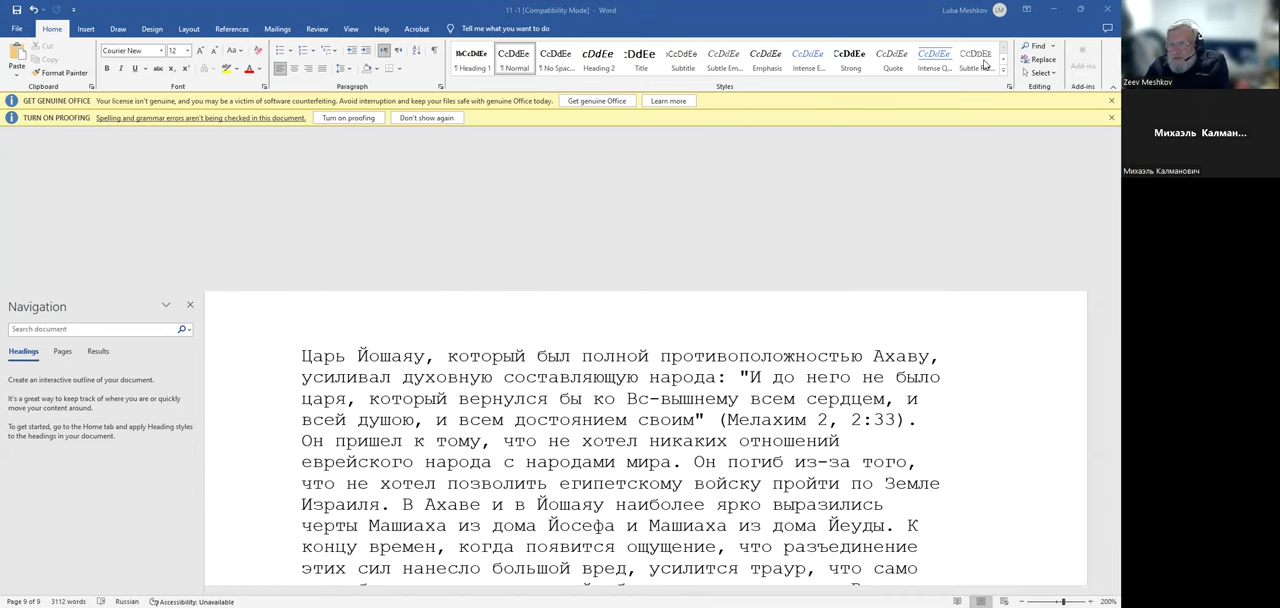 11 -1 [Compatibility Mode] - Word
Luba Meshkov
LM
File Home Insert Draw Design Layout References Mailings Review View Help Acrobat Tell me what you want to do
Paste
Cut
Copy
Format Painter
Clipboard
Courier New 12
Font
Paragraph
¶ Heading 1 ¶ Normal ¶ No Spac... Heading 2 Title Subtitle Subtle Em... Emphasis Intense E... Strong Quote Intense Q...
Styles
Find
Replace
Select
Editing
Add-ins
Add-ins
GET GENUINE OFFICE Your license isn't genuine, and you may be a victim of software counterfeiting. Avoid interruption and keep your files safe with genuine Office today. Get genuine Office Learn more
TURN ON PROOFING Spelling and grammar errors aren't being checked in this document. Turn on proofing Don't show again
Navigation
Search document
Headings Pages Results
Create an interactive outline of your document.
It's a great way to keep track of where you are or quickly
move your content around.
To get started, go to the Home tab and apply Heading styles
to the headings in your document.
Царь Йошаяу, который был полной противоположностью Ахаву,
усиливал духовную составляющую народа: "И до него не было
царя, который вернулся бы ко Вс-вышнему всем сердцем, и
всей душою, и всем достоянием своим" (Мелахим 2, 2:33).
Он пришел к тому, что не хотел никаких отношений
еврейского народа с народами мира. Он погиб из-за того,
что не хотел позволить египетскому войску пройти по Земле
Израиля. В Ахаве и в Йошаяу наиболее ярко выразились
черты Машиаха из дома Йосефа и Машиаха из дома Йеуды. К
концу времен, когда появится ощущение, что разъединение
этих сил нанесло большой вред, усилится траур, что само
Page 9 of 9 3112 words Russian Accessibility: Unavailable
200%
Zeev Meshkov
Михаэль Калман...
Михаэль Калманович